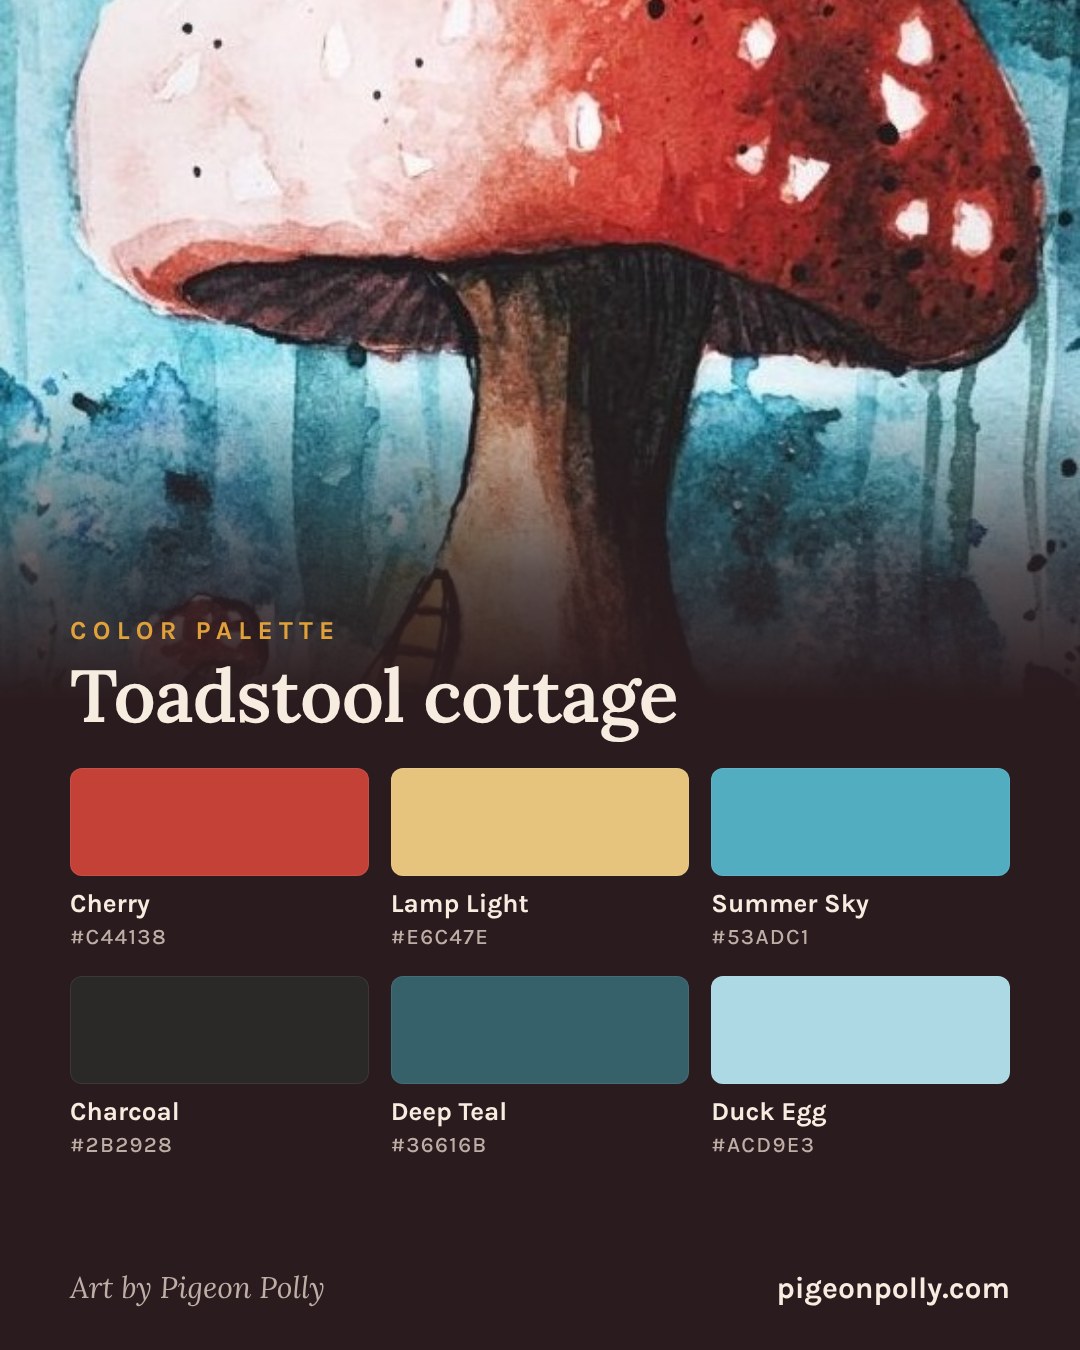 COLOR PALETTE
Toadstool cottage
Cherry
#C44138
Lamp Light
#E6C47E
Summer Sky
#53ADC1
Charcoal
#2B2928
Deep Teal
#36616B
Duck Egg
#ACD9E3
Art by Pigeon Polly
pigeonpolly.com